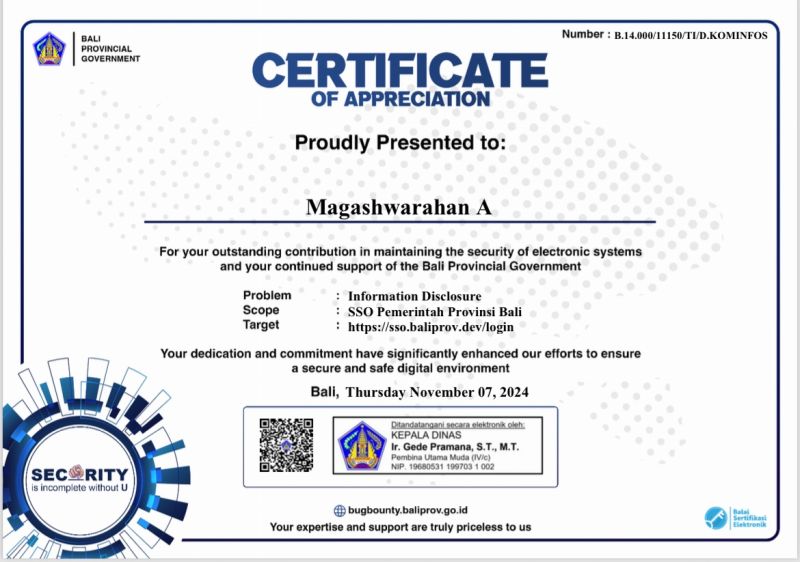 BALI
PROVINCIAL
GOVERNMENT
Number : B.14.000/11150/TI/D.KOMINFOS
CERTIFICATE
OF APPRECIATION
Proudly Presented to:
Magashwarahan A
For your outstanding contribution in maintaining the security of electronic systems
and your continued support of the Bali Provincial Government
Problem : Information Disclosure
Scope : SSO Pemerintah Provinsi Bali
Target : https://sso.baliprov.dev/login
Your dedication and commitment have significantly enhanced our efforts to ensure
a secure and safe digital environment
Bali, Thursday November 07, 2024
Ditandatangani secara elektronik oleh:
KEPALA DINAS
Ir. Gede Pramana, S.T., M.T.
Pembina Utama Muda (IV/c)
NIP. 19680531 199703 1 002
SECURITY
is incomplete without U
bugbounty.baliprov.go.id
Your expertise and support are truly priceless to us
Balai
Sertifikasi
Elektronik